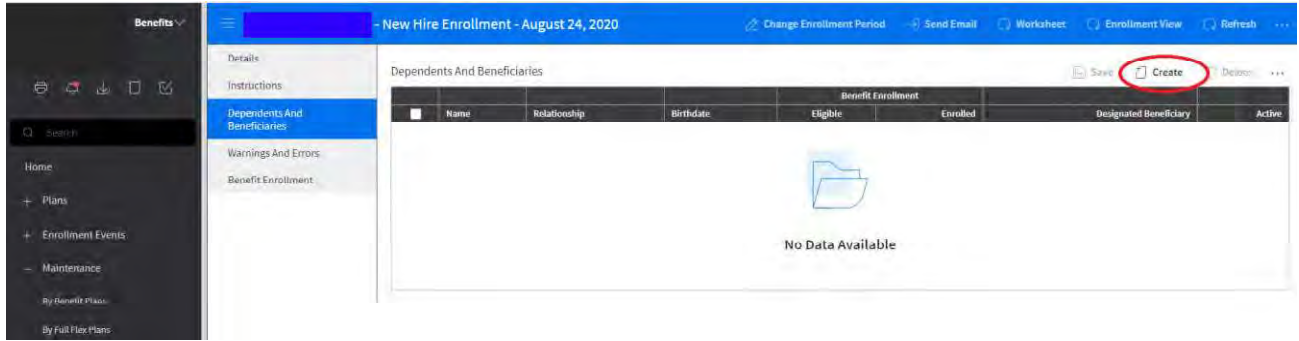 Benefits
- New Hire Enrollment - August 24, 2020
Change Enrollment Period
Send Email
Worksheet
Enrollment View
Refresh
...
Search
Home
+ Plans
+ Enrollment Events
- Maintenance
By Benefit Plans
By Full Flex Plans
Details
Instructions
Dependents And
Beneficiaries
Warnings And Errors
Benefit Enrollment
Dependents And Beneficiaries
Save
Create
Delete
...
Benefit Enrollment
Name Relationship Birthdate Eligible Enrolled Designated Beneficiary Active
No Data Available